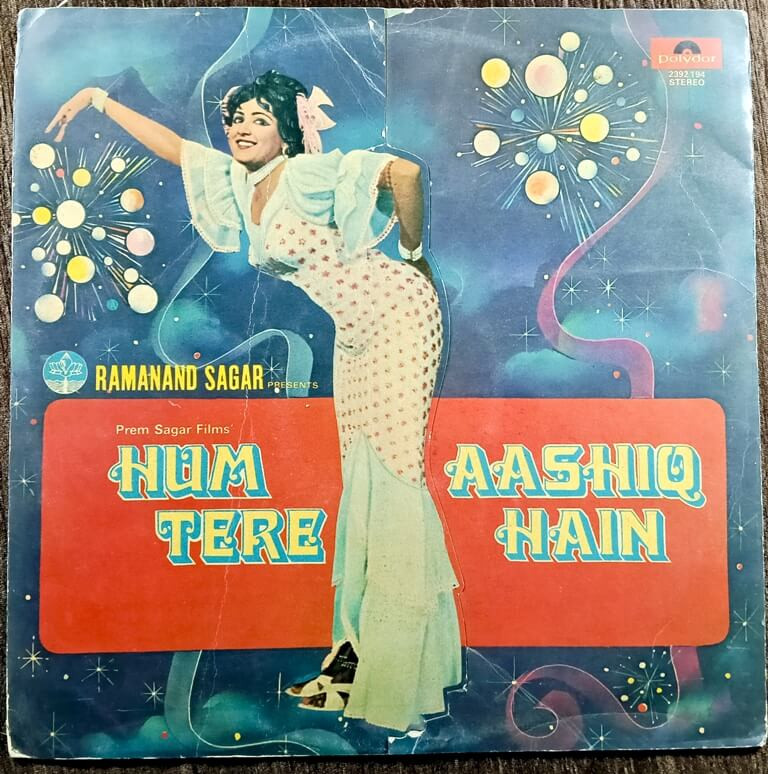 Polydor
2392 194
STEREO
RAMANAND SAGAR PRESENTS
Prem Sagar Films'
HUM AASHIQ
TERE HAIN